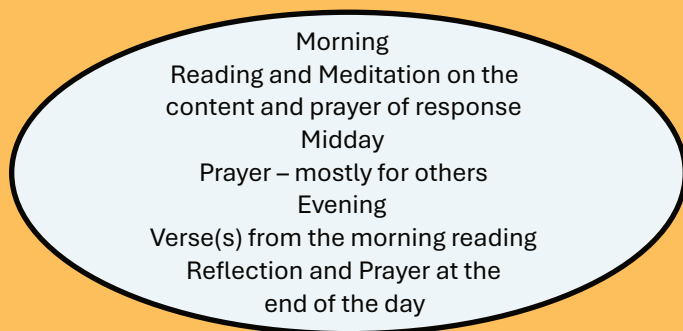 Morning
Reading and Meditation on the
content and prayer of response
Midday
Prayer – mostly for others
Evening
Verse(s) from the morning reading
Reflection and Prayer at the
end of the day